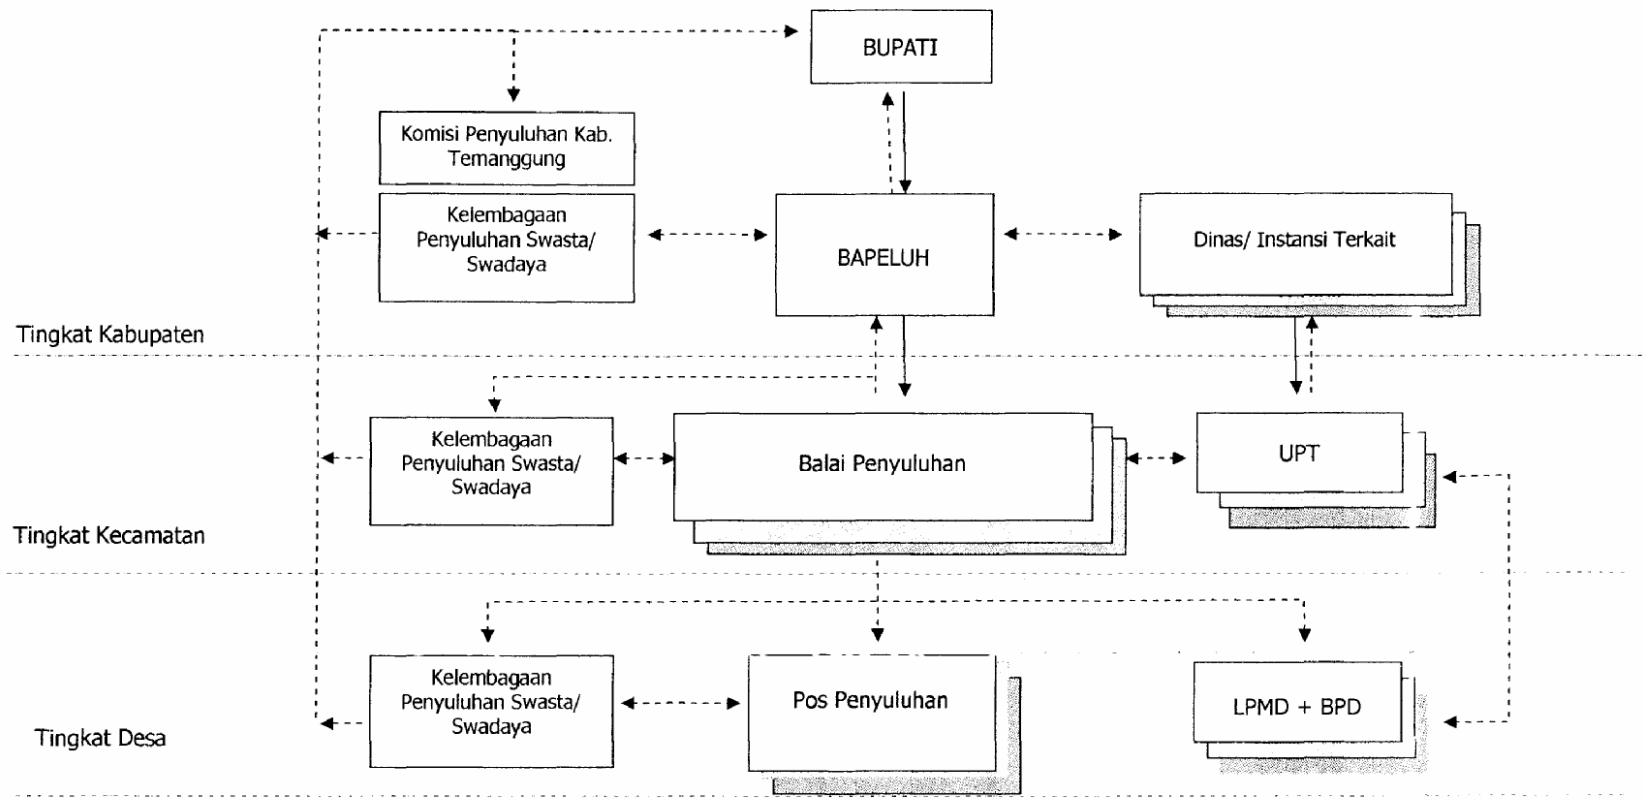 BUPATI
Komisi Penyuluhan Kab.
Temanggung
Kelembagaan
Penyuluhan Swasta/
Swadaya
BAPELUH
Dinas/ Instansi Terkait
Tingkat Kabupaten
Kelembagaan
Penyuluhan Swasta/
Swadaya
Balai Penyuluhan
UPT
Tingkat Kecamatan
Kelembagaan
Penyuluhan Swasta/
Swadaya
Pos Penyuluhan
LPMD + BPD
Tingkat Desa